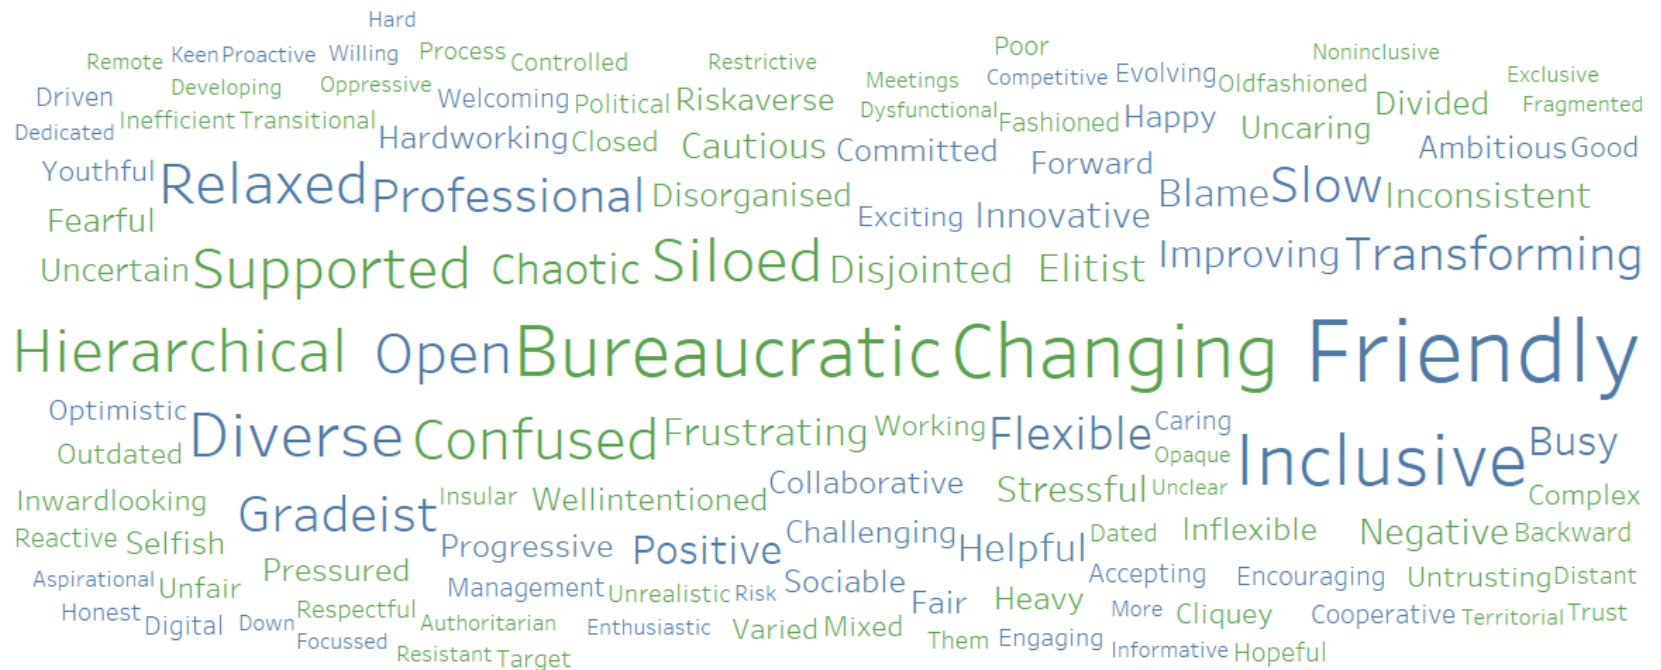 Hard
Remote Keen Proactive Willing Process Controlled Restrictive Poor Noninclusive
Developing Oppressive Meetings Competitive Evolving Oldfashioned Exclusive
Driven Welcoming Political Riskaverse Dysfunctional Divided Fragmented
Dedicated Inefficient Transitional Hardworking Closed Cautious Committed Fashioned Happy Uncaring Ambitious Good
Youthful Relaxed Professional Disorganised Forward Blame Slow Inconsistent
Fearful Exciting Innovative
Uncertain Supported Chaotic Siloed Disjointed Elitist Improving Transforming
Hierarchical Open Bureaucratic Changing Friendly
Optimistic Diverse Confused Frustrating Working Flexible Caring Inclusive Busy
Outdated Opaque
Inwardlooking Gradeist Insular Wellintentioned Collaborative Stressful Unclear Complex
Reactive Selfish Progressive Positive Challenging Helpful Dated Inflexible Negative Backward
Aspirational Unfair Pressured Management Unrealistic Risk Sociable Accepting Encouraging Untrusting Distant
Honest Digital Down Respectful Authoritarian Enthusiastic Varied Mixed Fair Heavy More Cliquey Cooperative Territorial Trust
Focussed Resistant Target Them Engaging Informative Hopeful